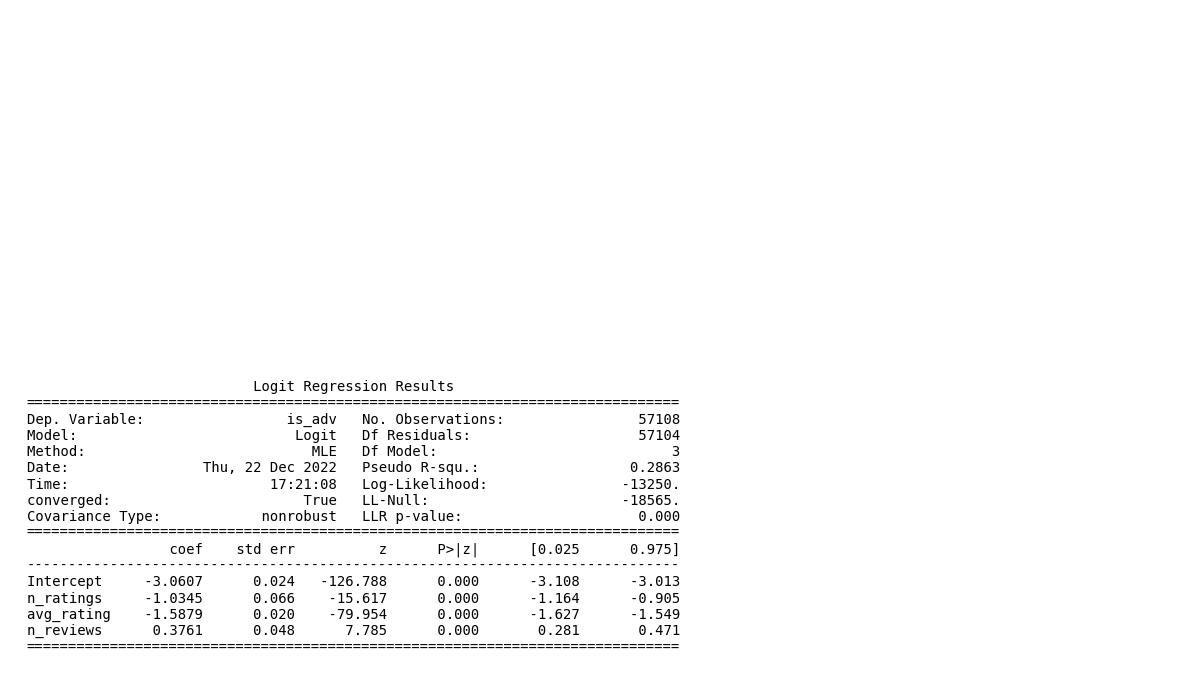 Logit Regression Results
==============================================================================
Dep. Variable:                 is_adv   No. Observations:                57108
Model:                          Logit   Df Residuals:                    57104
Method:                           MLE   Df Model:                            3
Date:                Thu, 22 Dec 2022   Pseudo R-squ.:                  0.2863
Time:                        17:21:08   Log-Likelihood:                -13250.
converged:                       True   LL-Null:                       -18565.
Covariance Type:            nonrobust   LLR p-value:                     0.000
==============================================================================
                 coef    std err          z      P>|z|      [0.025      0.975]
------------------------------------------------------------------------------
Intercept     -3.0607      0.024   -126.788      0.000      -3.108      -3.013
n_ratings     -1.0345      0.066    -15.617      0.000      -1.164      -0.905
avg_rating    -1.5879      0.020    -79.954      0.000      -1.627      -1.549
n_reviews      0.3761      0.048      7.785      0.000       0.281       0.471
==============================================================================